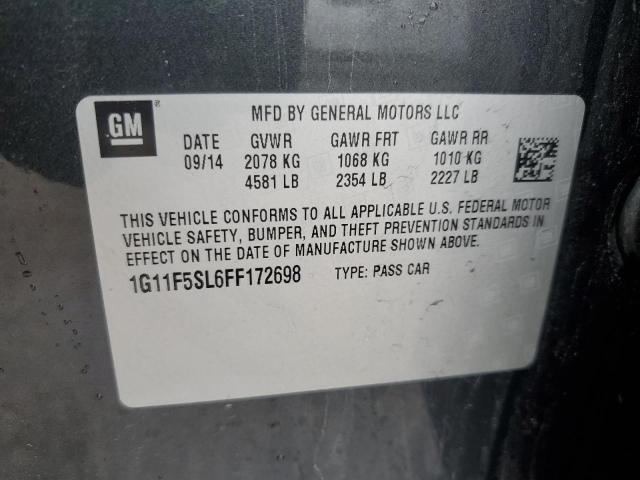 GM
MFD BY GENERAL MOTORS LLC
DATE GVWR GAWR FRT GAWR RR
09/14 2078 KG 1068 KG 1010 KG
4581 LB 2354 LB 2227 LB
THIS VEHICLE CONFORMS TO ALL APPLICABLE U.S. FEDERAL MOTOR
VEHICLE SAFETY, BUMPER, AND THEFT PREVENTION STANDARDS IN
EFFECT ON THE DATE OF MANUFACTURE SHOWN ABOVE.
1G11F5SL6FF172698 TYPE: PASS CAR